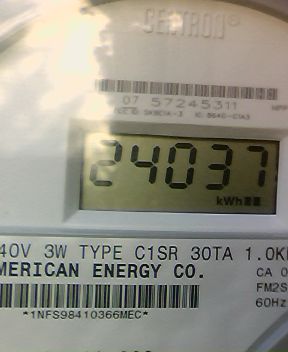 CENTRON®
07 57245311
24037
kWh
40V 3W TYPE C1SR 30TA 1.0K
MERICAN ENERGY CO.
CA 0
FM2S
60Hz
*1NFS98410366MEC*